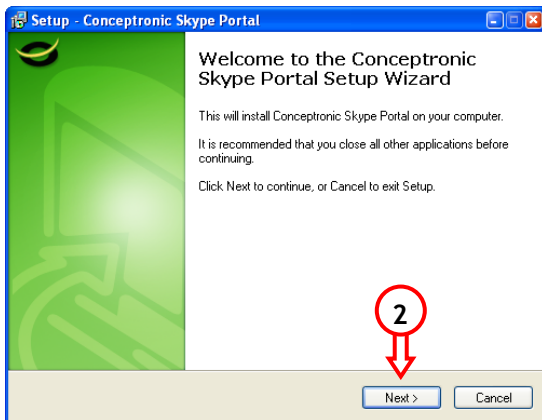 Setup - Conceptronic Skype Portal
Welcome to the Conceptronic
Skype Portal Setup Wizard
This will install Conceptronic Skype Portal on your computer.
It is recommended that you close all other applications before
continuing.
Click Next to continue, or Cancel to exit Setup.
2
Next >
Cancel